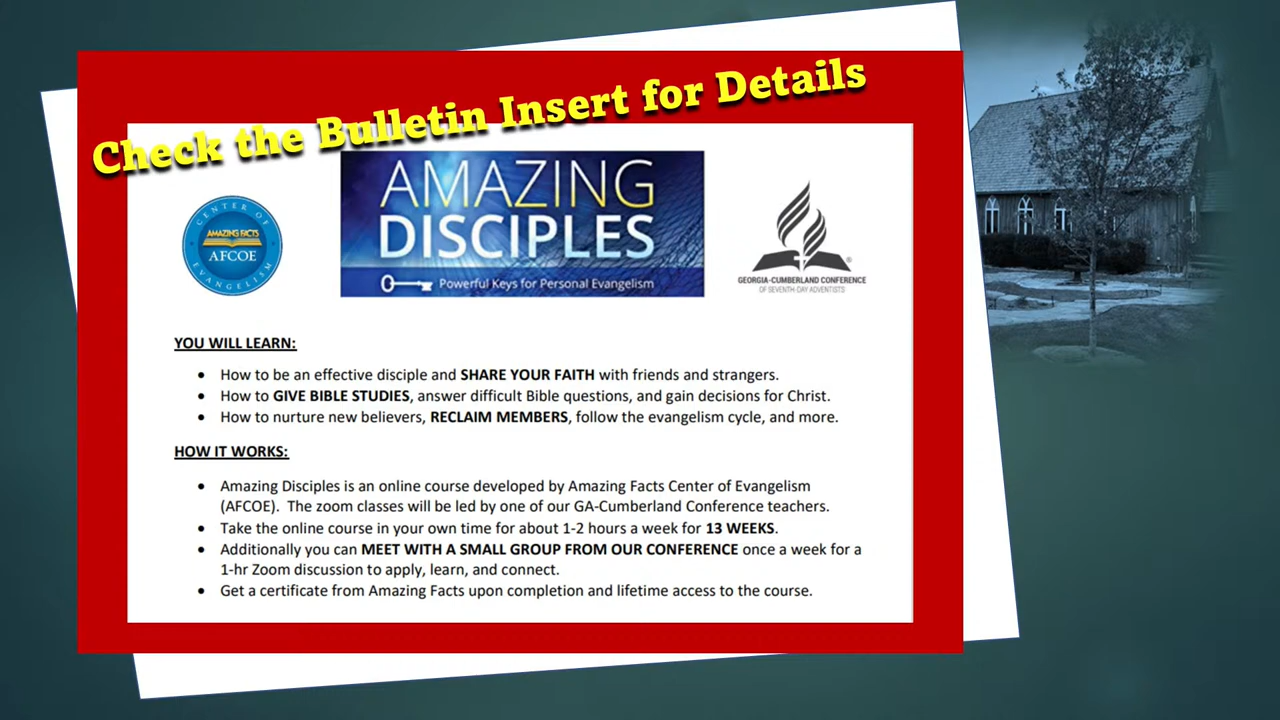 Check the Bulletin Insert for Details
CENTER OF
AMAZING FACTS
AFCOE
EVANGELISM
AMAZING
DISCIPLES
Powerful Keys for Personal Evangelism
GEORGIA-CUMBERLAND CONFERENCE
OF SEVENTH-DAY ADVENTISTS
YOU WILL LEARN:
• How to be an effective disciple and SHARE YOUR FAITH with friends and strangers.
• How to GIVE BIBLE STUDIES, answer difficult Bible questions, and gain decisions for Christ.
• How to nurture new believers, RECLAIM MEMBERS, follow the evangelism cycle, and more.
HOW IT WORKS:
• Amazing Disciples is an online course developed by Amazing Facts Center of Evangelism
(AFCOE). The zoom classes will be led by one of our GA-Cumberland Conference teachers.
• Take the online course in your own time for about 1-2 hours a week for 13 WEEKS.
• Additionally you can MEET WITH A SMALL GROUP FROM OUR CONFERENCE once a week for a
1-hr Zoom discussion to apply, learn, and connect.
• Get a certificate from Amazing Facts upon completion and lifetime access to the course.